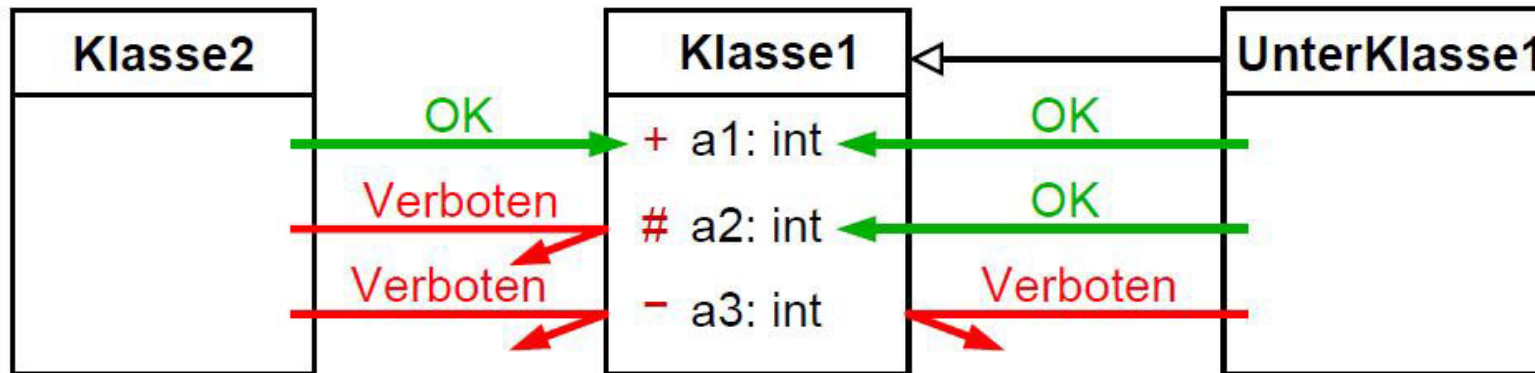 Klasse2
Klasse1
UnterKlasse1
OK
+ a1: int
OK
Verboten
# a2: int
OK
Verboten
- a3: int
Verboten